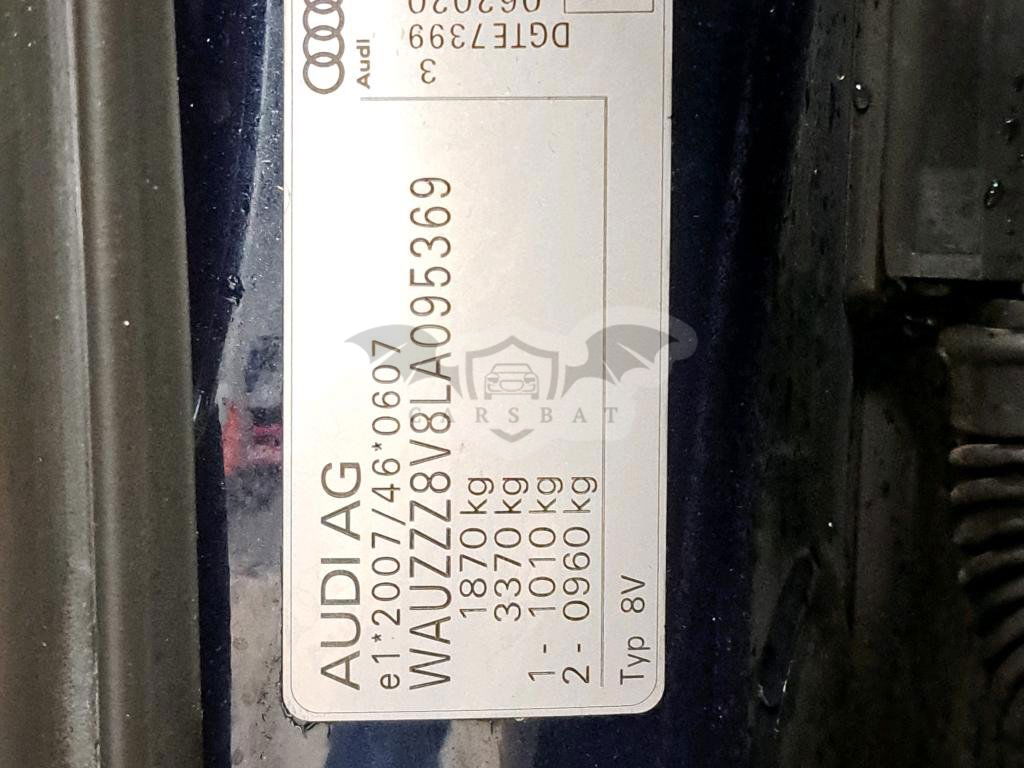 AUDI AG
e1*2007/46*0607
WAUZZZ8V8LA095369
1870 kg
3370 kg
1 - 1010 kg
2 - 0960 kg
Typ 8V
Audi
3
DGTE7399
062020
CARSBAT